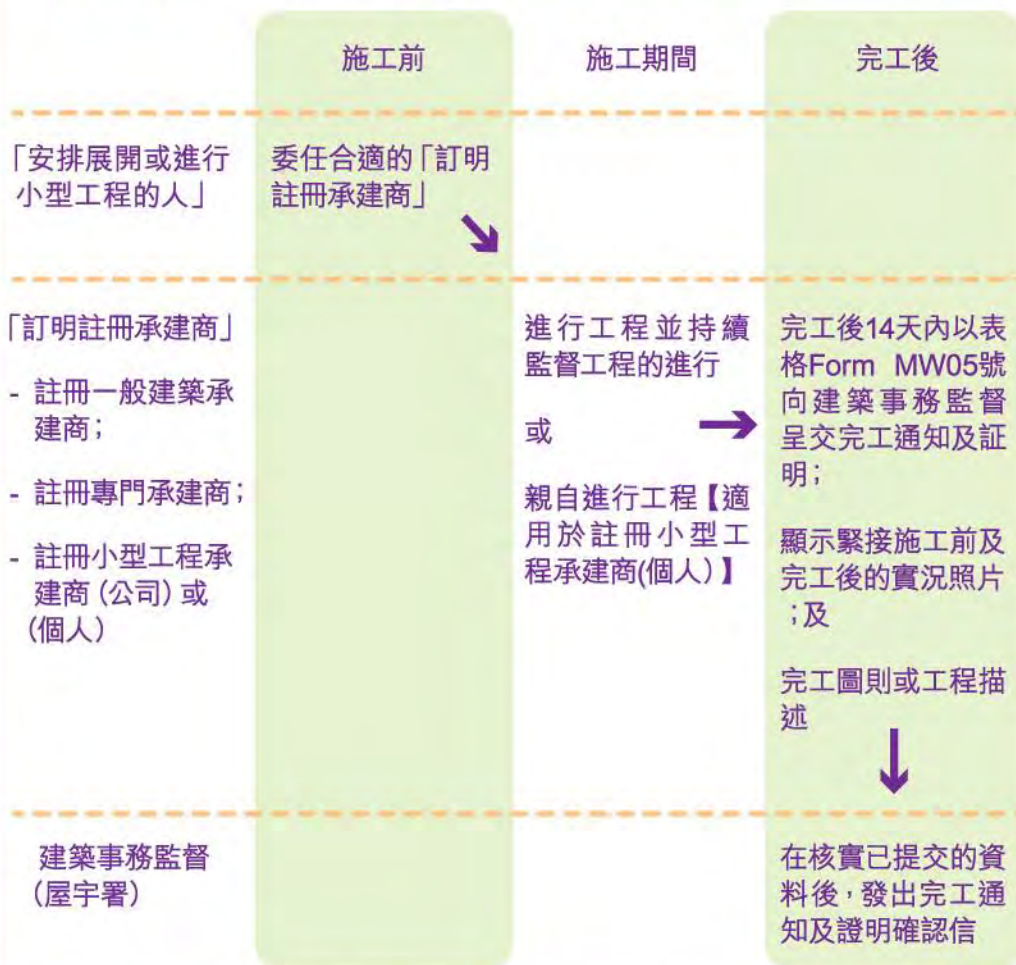 施工前
施工期間
完工後
「安排展開或進行
小型工程的人」
委任合適的「訂明
註冊承建商」
「訂明註冊承建商」
- 註冊一般建築承
建商；
- 註冊專門承建商；
- 註冊小型工程承
建商（公司）或
（個人）
進行工程並持續
監督工程的進行
或
親自進行工程【適
用於註冊小型工
程承建商(個人)】
完工後14天內以表
格Form MW05號
向建築事務監督
呈交完工通知及証
明；
顯示緊接施工前及
完工後的實況照片
；及
完工圖則或工程描
述
建築事務監督
（屋宇署）
在核實已提交的資
料後，發出完工通
知及證明確認信